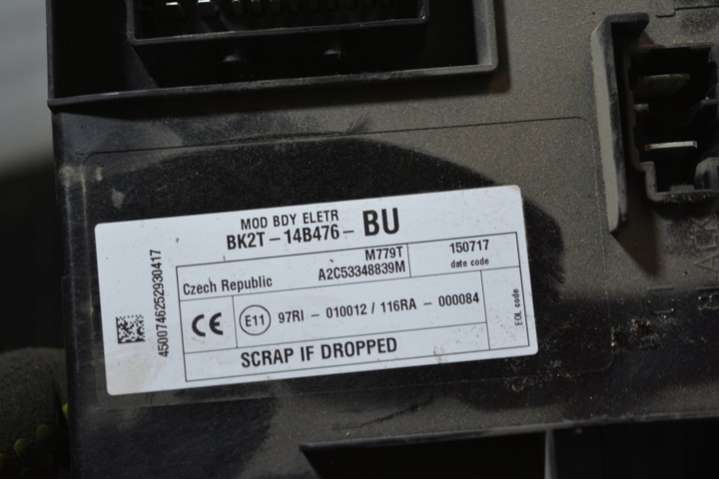 MOD BDY ELETR
BK2T-14B476- BU
Czech Republic
M779T
A2C53348839M
150717
date code
CE E11 97RI - 010012 / 116RA - 000084
EOL code
SCRAP IF DROPPED
4500746252930417